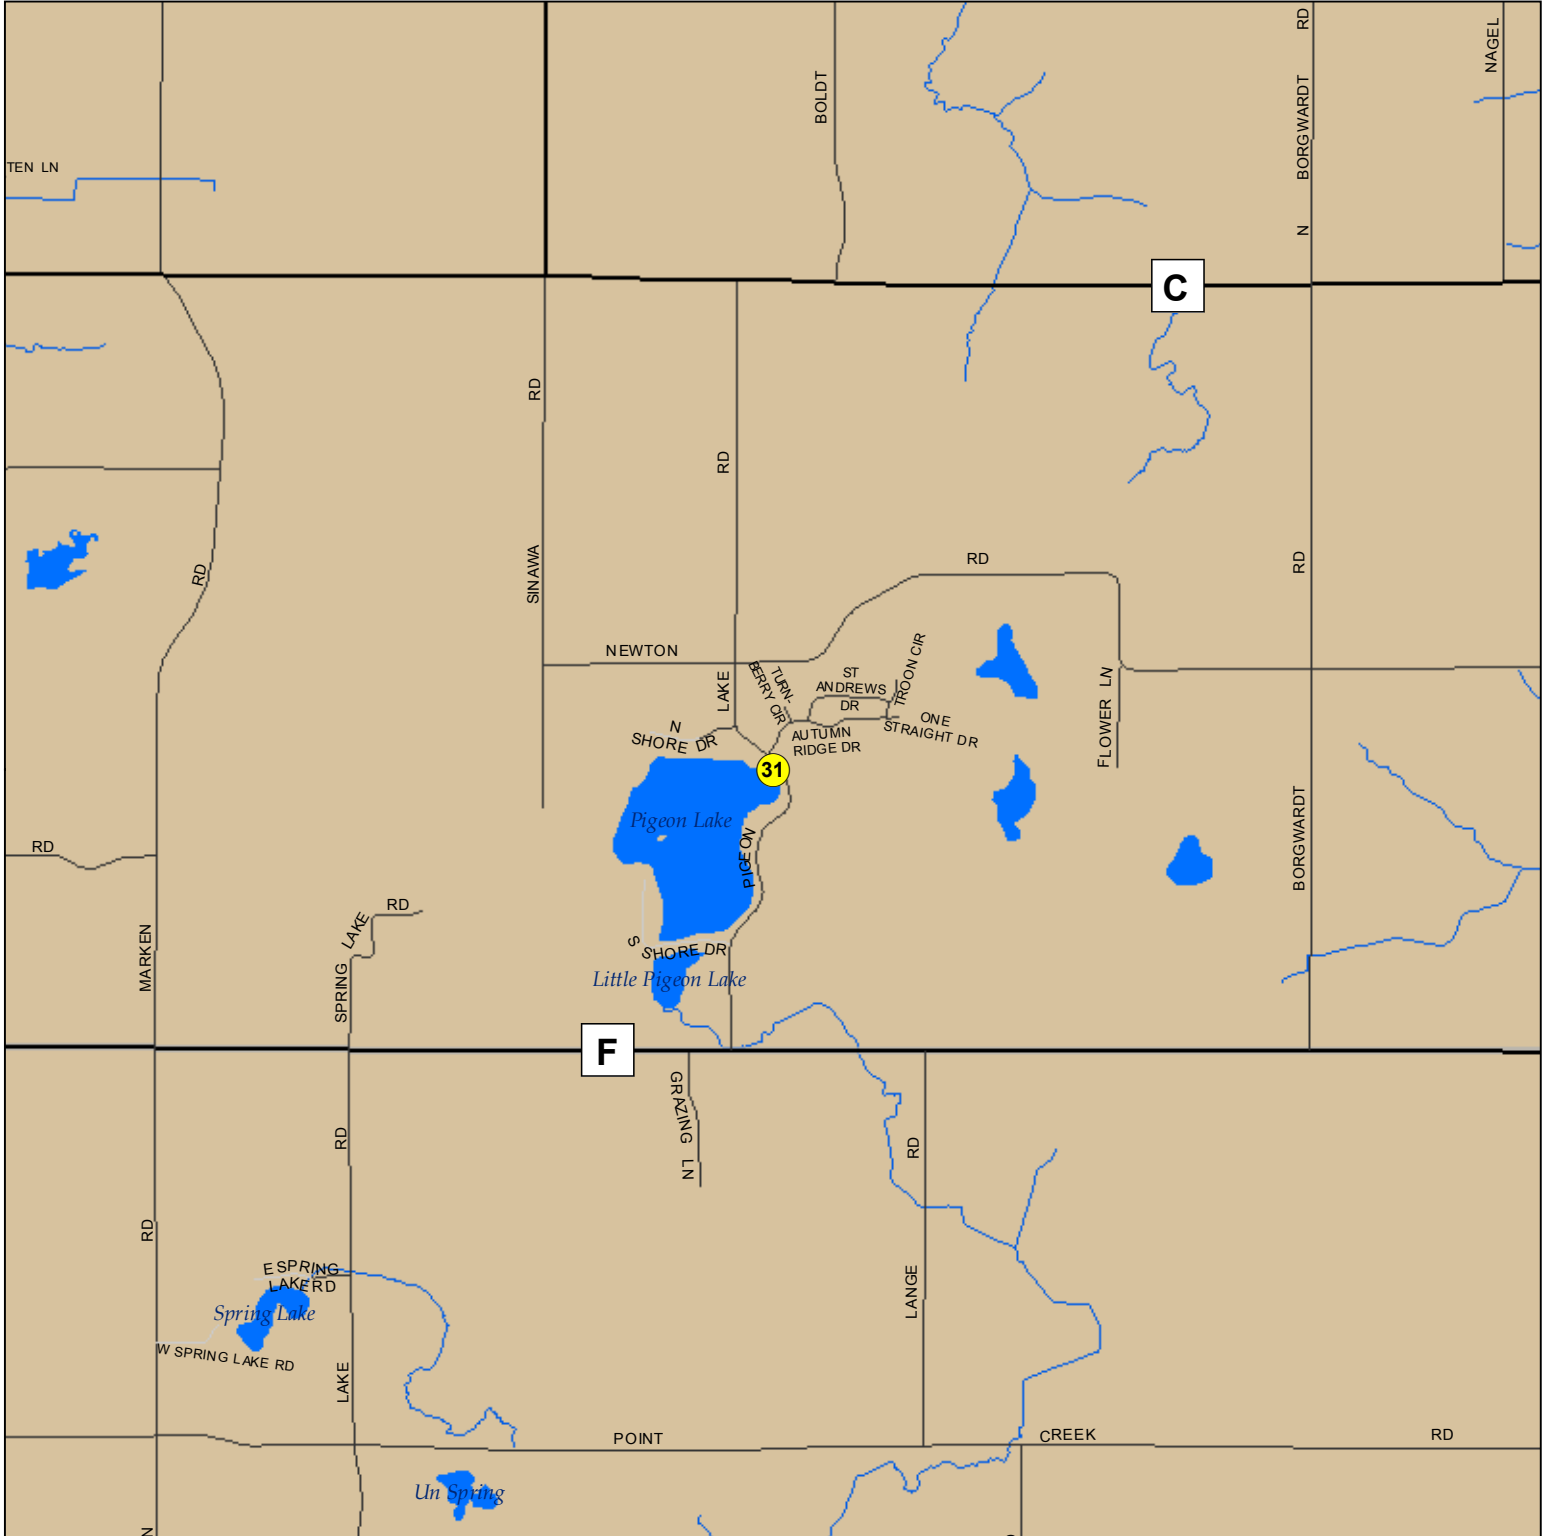 RD
NAGEL
BOLDT
BORGWARDT
TEN LN
N
C
RD
RD
SINAWA
RD
RD
RD
NEWTON
LAKE
TURN-
BERRY CIR
ST
ANDREWS
DR
TROON CIR
ONE
STRAIGHT DR
AUTUMN
RIDGE DR
FLOWER LN
N
SHORE DR
31
Pigeon Lake
PIGEON
BORGWARDT
RD
RD
LAKE
SPRING
MARKEN
S SHORE DR
Little Pigeon Lake
F
GRAZING LN
RD
RD
RD
LANGE
E SPRING
LAKE RD
Spring Lake
W SPRING LAKE RD
LAKE
POINT
CREEK
RD
Un Spring
N